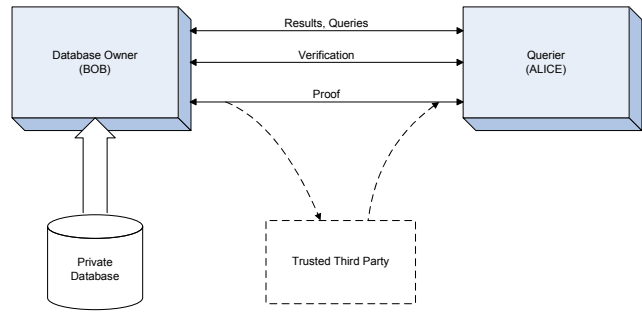 Results, Queries
Database Owner
(BOB)
Verification
Querier
(ALICE)
Proof
Private
Database
Trusted Third Party